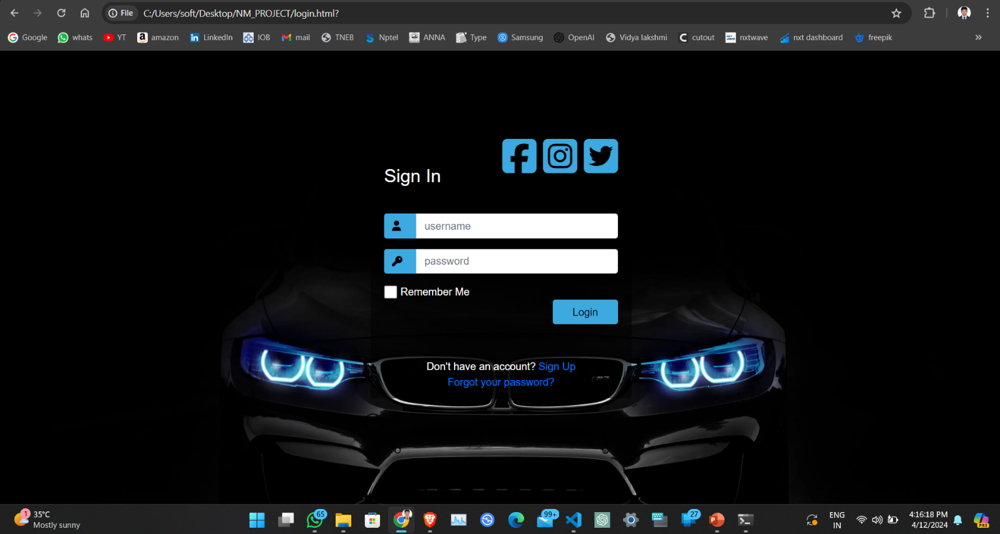 File C:/Users/soft/Desktop/NM_PROJECT/login.html?
Google whats YT amazon LinkedIn IOB mail TNEB Nptel ANNA Type Samsung OpenAI Vidya lakshmi cutout nxtwave nxt dashboard freepik
Sign In
username
password
Remember Me
Login
Don't have an account? Sign Up
Forgot your password?
1 35°C
Mostly sunny
65 99+ 27
ENG
IN
4:16:18 PM
4/12/2024
PRE